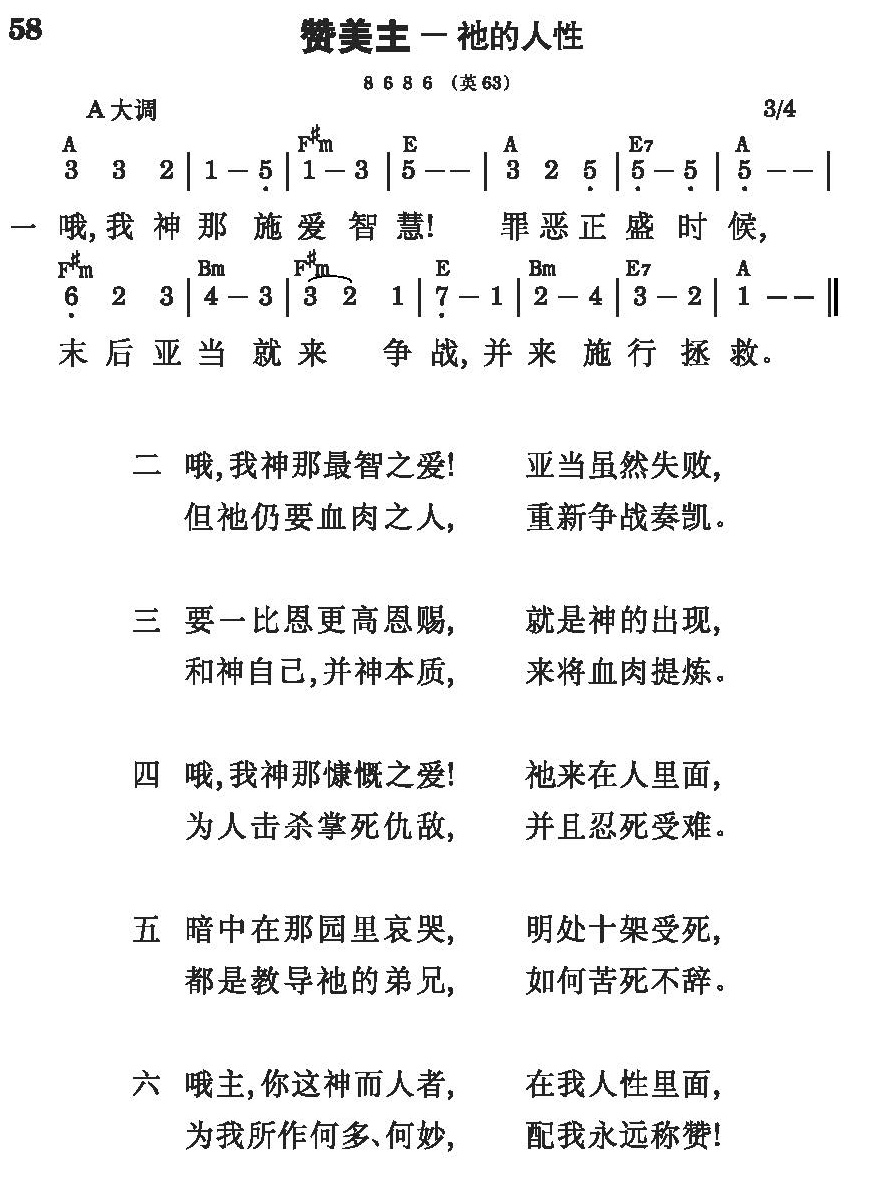 58
赞美主－祂的人性
8 6 8 6 （英63）
A大调 3/4
A F♯m E A E7 A
3 3 2 | 1 – 5̣ | 1 – 3 | 5 – – | 3 2 5̣ | 5̣ – 5̣ | 5̣ – – |
一 哦,我神那施爱智慧! 罪恶正盛时候,
F♯m Bm F♯m E Bm E7 A
6̣ 2 3 | 4 – 3 | 3 2 1 | 7̣ – 1 | 2 – 4 | 3 – 2 | 1 – – ‖
末后亚当就来 争战,并来施行拯救。
二 哦,我神那最智之爱! 亚当虽然失败,
但祂仍要血肉之人, 重新争战奏凯。
三 要一比恩更高恩赐, 就是神的出现,
和神自己,并神本质, 来将血肉提炼。
四 哦,我神那慷慨之爱! 祂来在人里面,
为人击杀掌死仇敌, 并且忍死受难。
五 暗中在那园里哀哭, 明处十架受死,
都是教导祂的弟兄, 如何苦死不辞。
六 哦主,你这神而人者, 在我人性里面,
为我所作何多、何妙, 配我永远称赞!